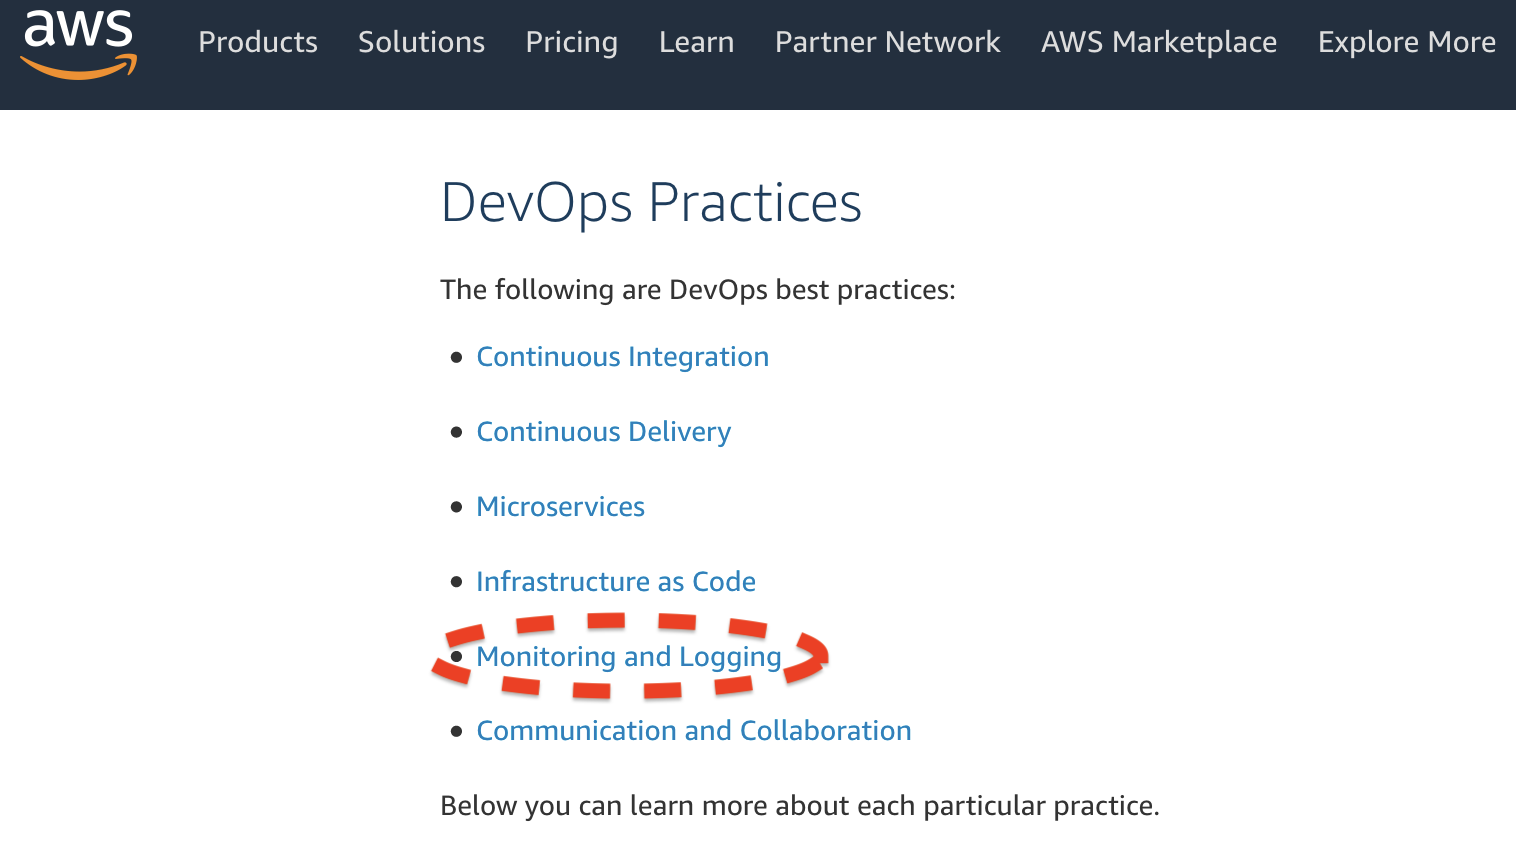 aws
Products Solutions Pricing Learn Partner Network AWS Marketplace Explore More
DevOps Practices
The following are DevOps best practices:
• Continuous Integration
• Continuous Delivery
• Microservices
• Infrastructure as Code
• Monitoring and Logging
• Communication and Collaboration
Below you can learn more about each particular practice.